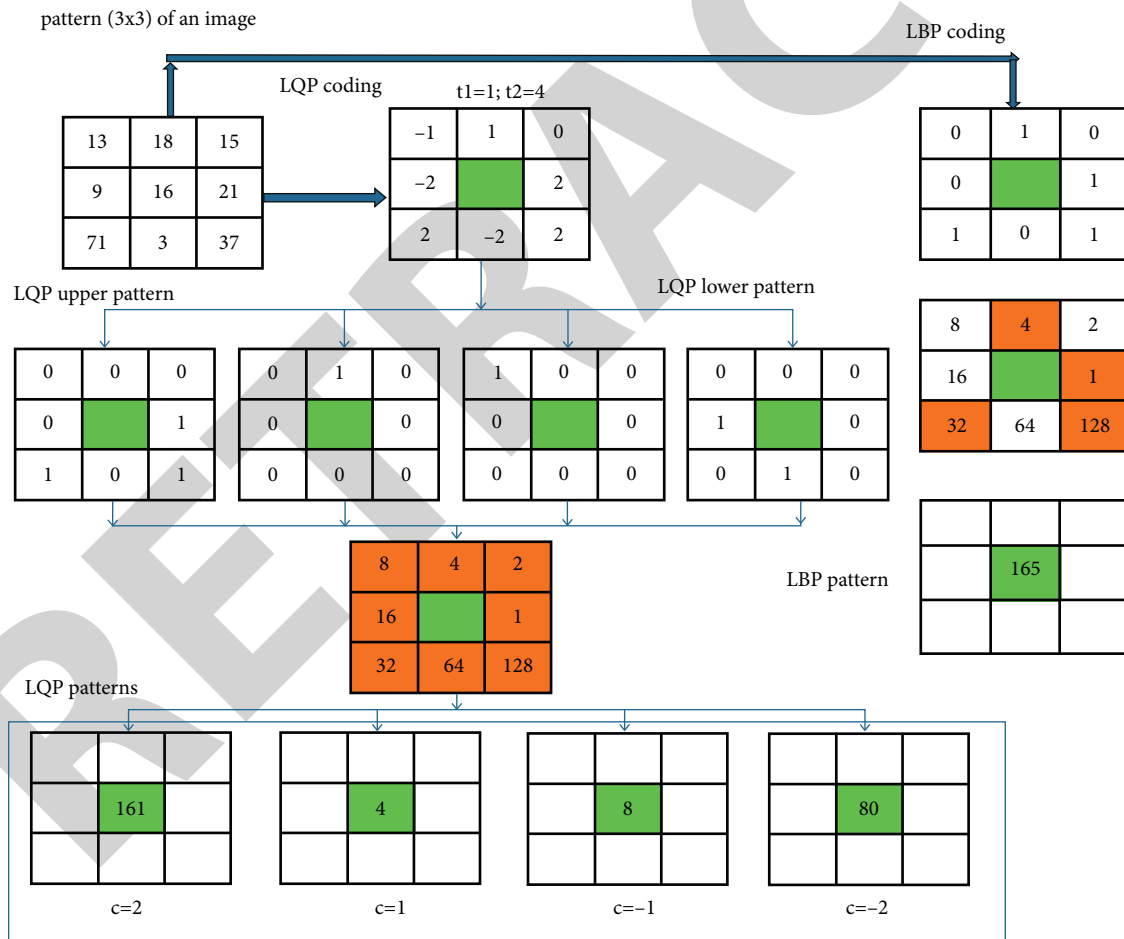 pattern (3x3) of an image
LBP coding
LQP coding
t1=1; t2=4
13 18 15
9 16 21
71 3 37
–1 1 0
–2 2
2 –2 2
0 1 0
0 1
1 0 1
LQP upper pattern
LQP lower pattern
0 0 0
0 1
1 0 1
0 1 0
0 0
0 0 0
1 0 0
0 0
0 0 0
0 0 0
1 0
0 1 0
8 4 2
16 1
32 64 128
8 4 2
16 1
32 64 128
LBP pattern
165
LQP patterns
161
4
8
80
c=2
c=1
c=–1
c=–2
RETRAC